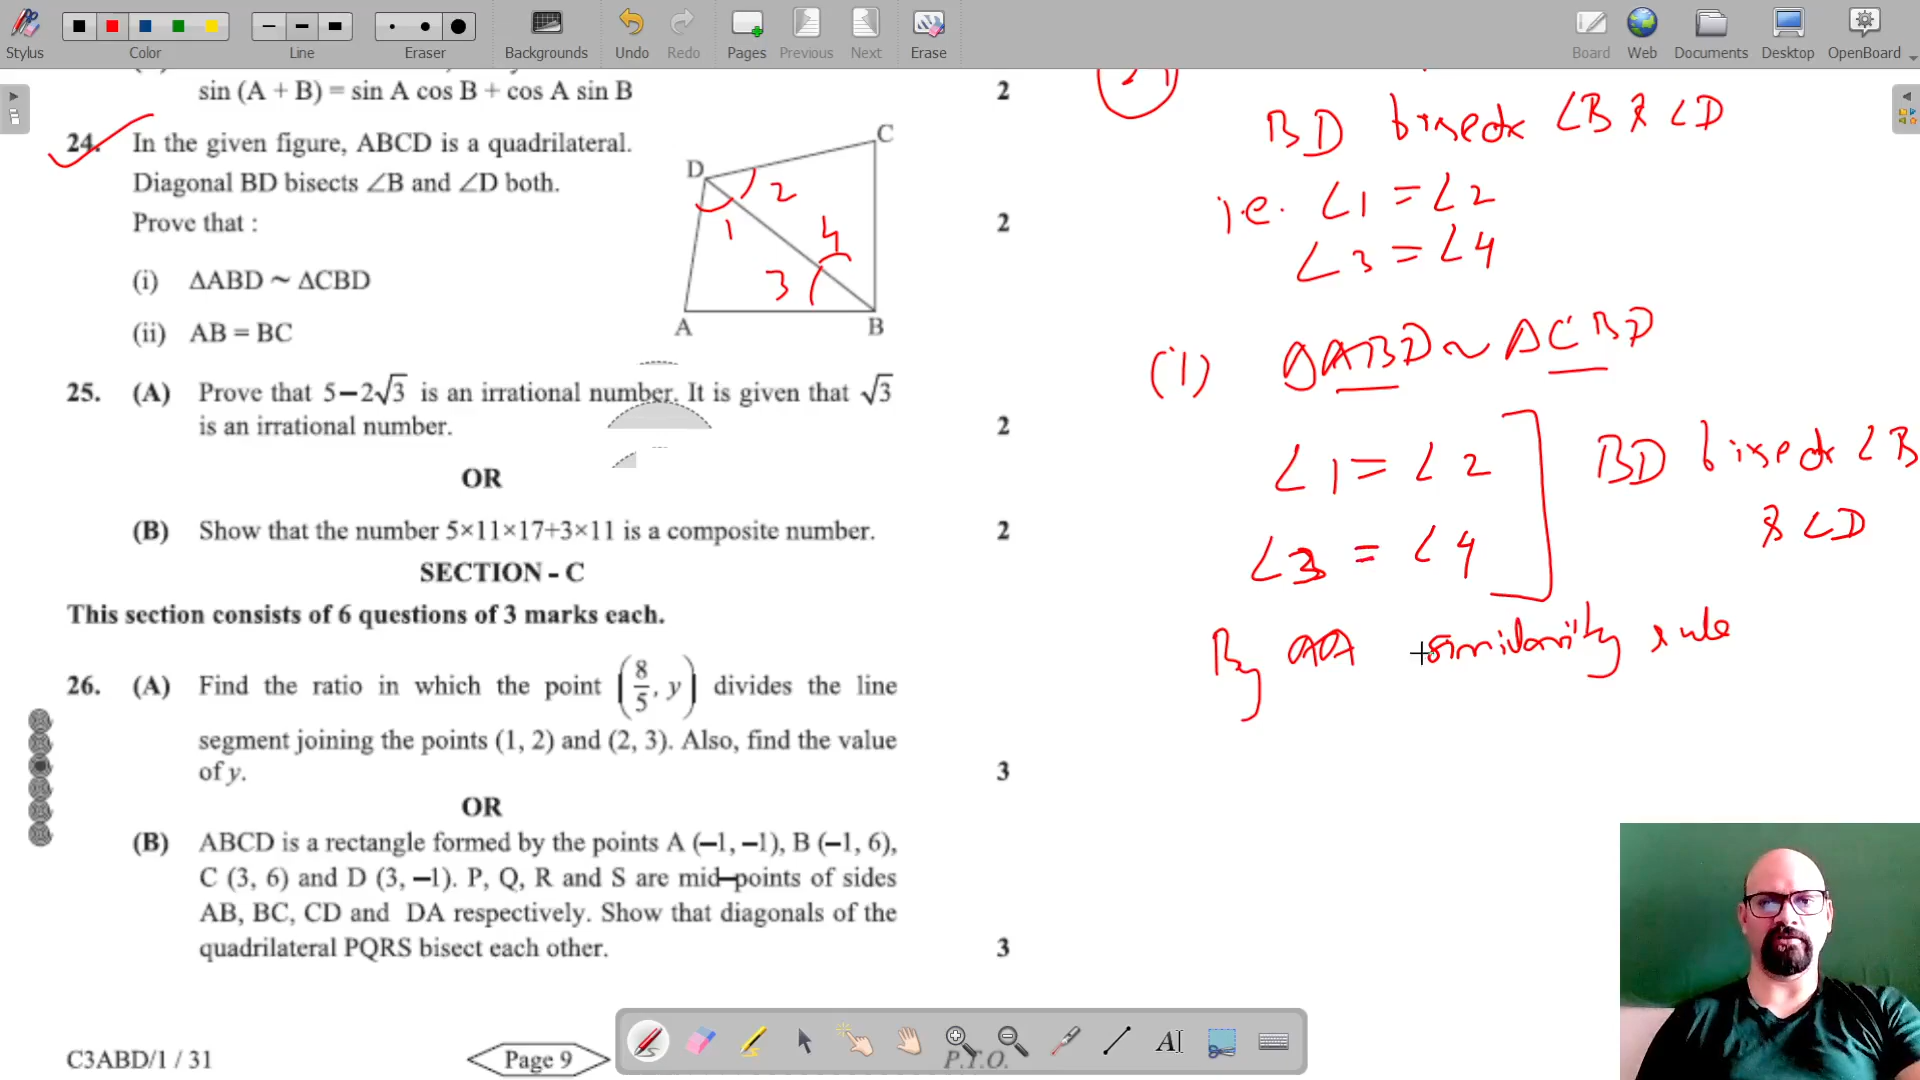 Stylus Color Line Eraser Backgrounds Undo Redo Pages Previous Next Erase Board Web Documents Desktop OpenBoard
sin (A + B) = sin A cos B + cos A sin B 2
24. In the given figure, ABCD is a quadrilateral.
Diagonal BD bisects ∠B and ∠D both.
Prove that : 2
(i) ΔABD ~ ΔCBD
(ii) AB = BC
D C A B
1 2 3 4
25. (A) Prove that 5−2√3 is an irrational number. It is given that √3
is an irrational number. 2
OR
(B) Show that the number 5×11×17+3×11 is a composite number. 2
SECTION - C
This section consists of 6 questions of 3 marks each.
26. (A) Find the ratio in which the point (8/5, y) divides the line
segment joining the points (1, 2) and (2, 3). Also, find the value
of y. 3
OR
(B) ABCD is a rectangle formed by the points A (−1, −1), B (−1, 6),
C (3, 6) and D (3, −1). P, Q, R and S are mid-points of sides
AB, BC, CD and DA respectively. Show that diagonals of the
quadrilateral PQRS bisect each other. 3
C3ABD/1 / 31 Page 9 P.T.O.
BD bisects ∠B & ∠D
i.e. ∠1 = ∠2
∠3 = ∠4
(i) ΔABD ~ ΔCBD
∠1 = ∠2
∠3 = ∠4
BD bisects ∠B
& ∠D
By AA similarity rule